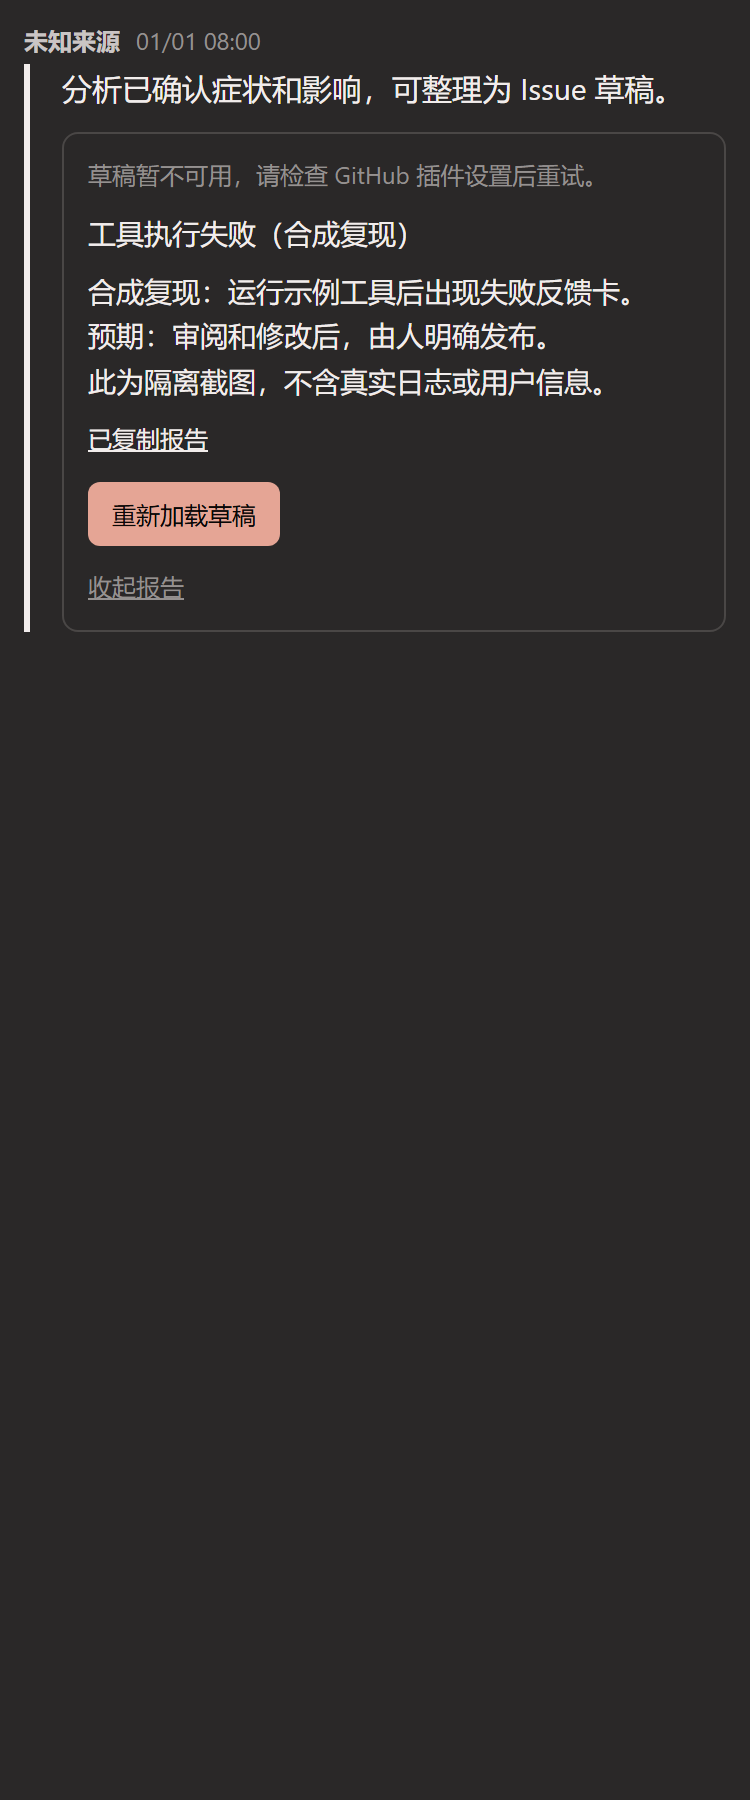 未知来源 01/01 08:00
分析已确认症状和影响，可整理为 Issue 草稿。
草稿暂不可用，请检查 GitHub 插件设置后重试。
工具执行失败（合成复现）
合成复现：运行示例工具后出现失败反馈卡。
预期：审阅和修改后，由人明确发布。
此为隔离截图，不含真实日志或用户信息。
已复制报告
重新加载草稿
收起报告